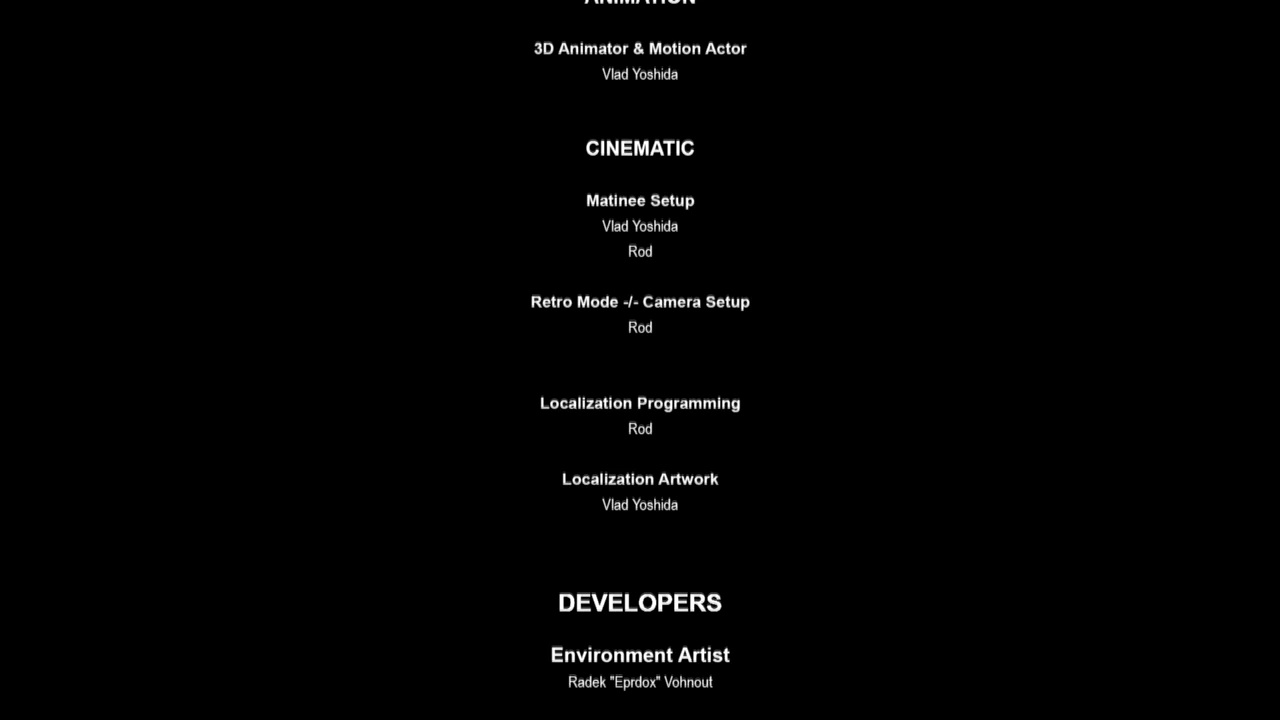 ANIMATION
3D Animator & Motion Actor
Vlad Yoshida
CINEMATIC
Matinee Setup
Vlad Yoshida
Rod
Retro Mode -/- Camera Setup
Rod
Localization Programming
Rod
Localization Artwork
Vlad Yoshida
DEVELOPERS
Environment Artist
Radek "Eprdox" Vohnout